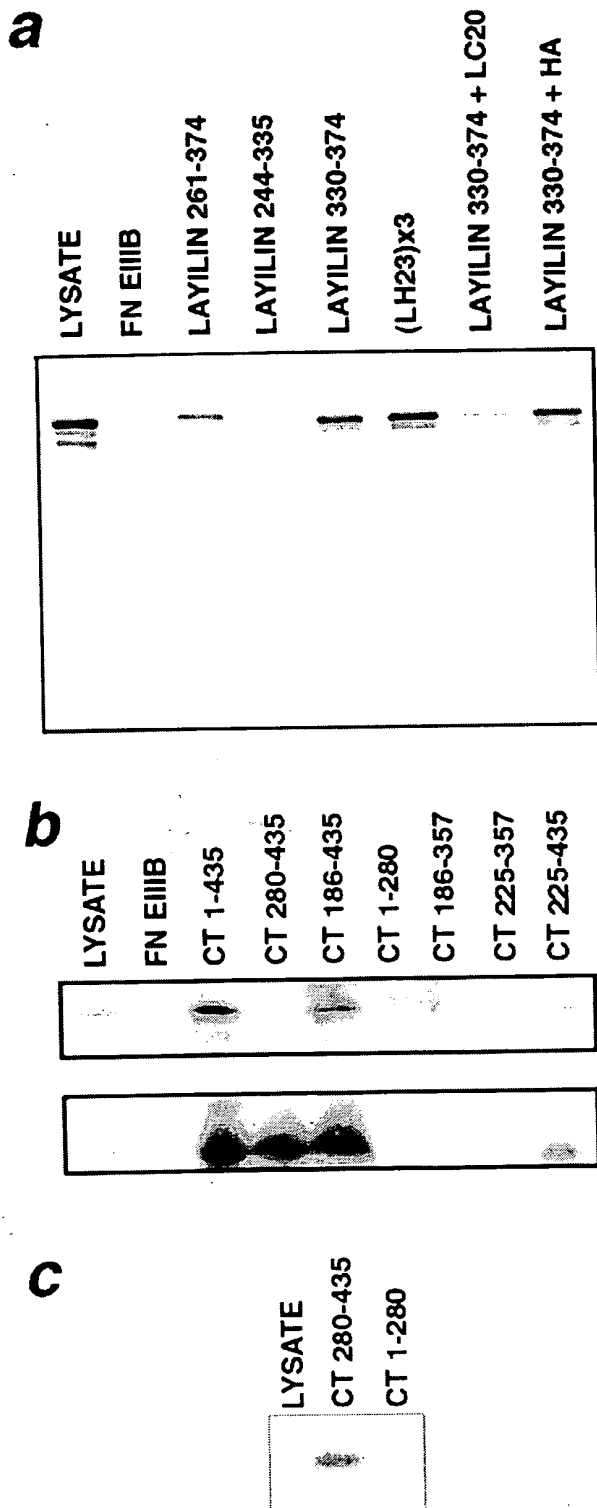 a
LYSATE
FN EIIIB
LAYILIN 261-374
LAYILIN 244-335
LAYILIN 330-374
(LH23)x3
LAYILIN 330-374 + LC20
LAYILIN 330-374 + HA
b
LYSATE
FN EIIIB
CT 1-435
CT 280-435
CT 186-435
CT 1-280
CT 186-357
CT 225-357
CT 225-435
c
LYSATE
CT 280-435
CT 1-280